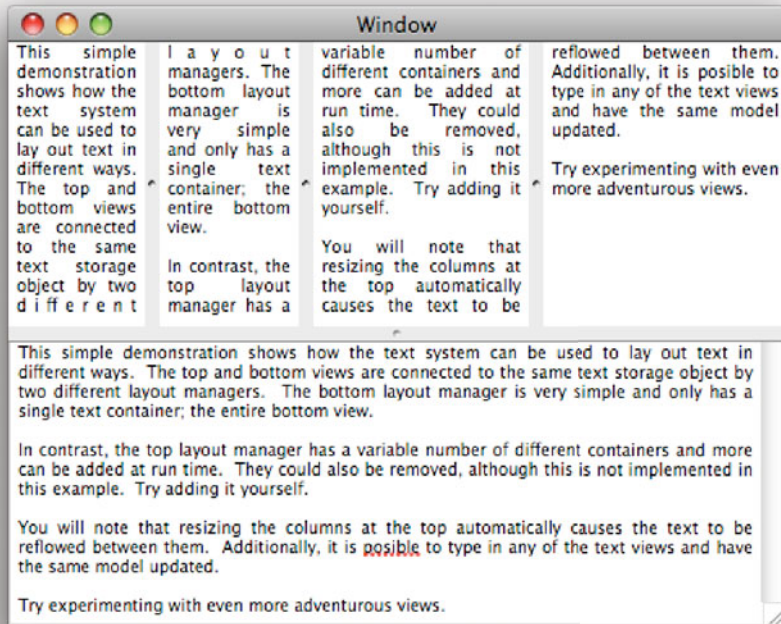 Window
This simple
demonstration
shows how the
text system
can be used to
lay out text in
different ways.
The top and
bottom views
are connected
to the same
text storage
object by two
different
layout
managers. The
bottom layout
manager is
very simple
and only has a
single text
container; the
entire bottom
view.
In contrast, the
top layout
manager has a
variable number of
different containers and
more can be added at
run time. They could
also be removed,
although this is not
implemented in this
example. Try adding it
yourself.
You will note that
resizing the columns at
the top automatically
causes the text to be
reflowed between them.
Additionally, it is posible to
type in any of the text views
and have the same model
updated.
Try experimenting with even
more adventurous views.
This simple demonstration shows how the text system can be used to lay out text in
different ways. The top and bottom views are connected to the same text storage object by
two different layout managers. The bottom layout manager is very simple and only has a
single text container; the entire bottom view.
In contrast, the top layout manager has a variable number of different containers and more
can be added at run time. They could also be removed, although this is not implemented in
this example. Try adding it yourself.
You will note that resizing the columns at the top automatically causes the text to be
reflowed between them. Additionally, it is posible to type in any of the text views and have
the same model updated.
Try experimenting with even more adventurous views.